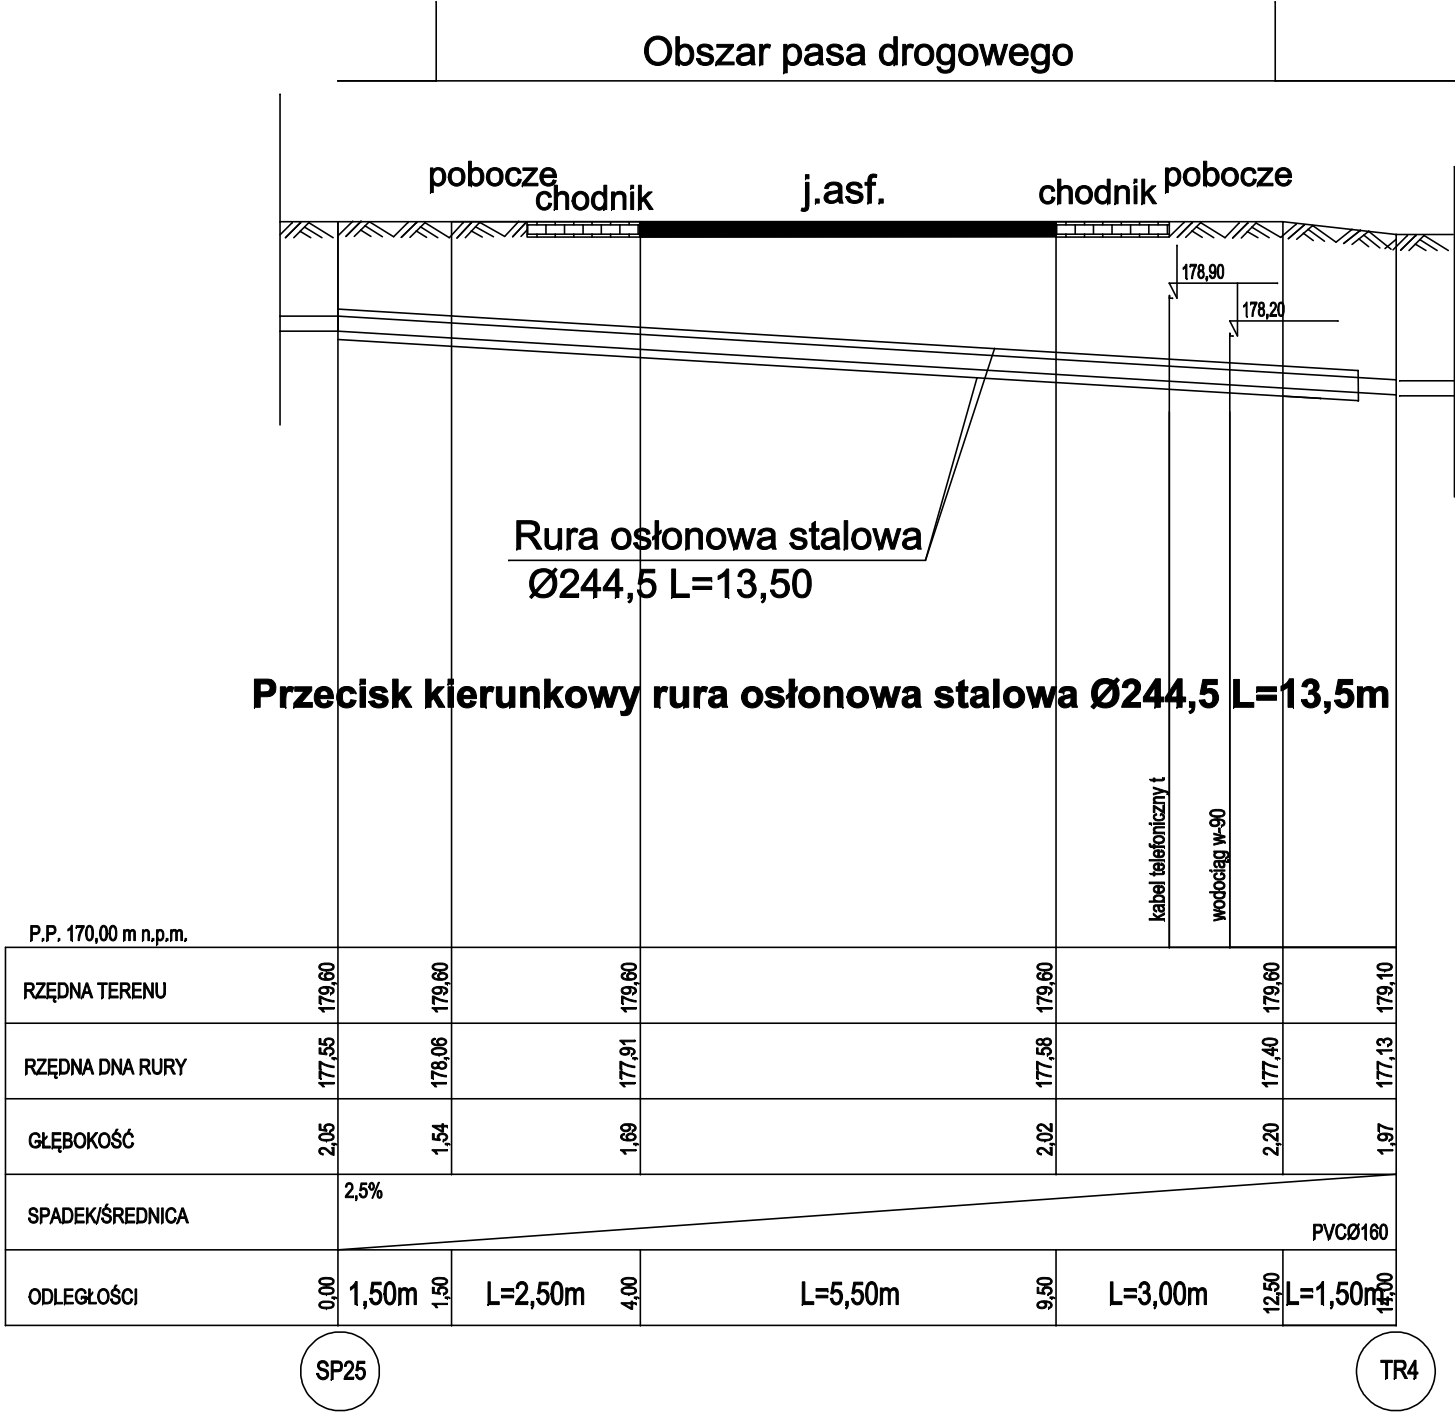 Obszar pasa drogowego
pobocze
chodnik
j.asf.
chodnik
pobocze
178,90
178,20
Rura osłonowa stalowa
Ø244,5 L=13,50
Przecisk kierunkowy rura osłonowa stalowa Ø244,5 L=13,5m
kabel telefoniczny t
wodociąg w-90
P.P. 170,00 m n.p.m.
RZĘDNA TERENU 179,60 179,60 179,60 179,60 179,60 179,10
RZĘDNA DNA RURY 177,55 178,06 177,91 177,58 177,40 177,13
GŁĘBOKOŚĆ 2,05 1,54 1,69 2,02 2,20 1,97
SPADEK/ŚREDNICA 2,5% PVCØ160
ODLEGŁOŚCI 0,00 1,50m 1,50 L=2,50m 4,00 L=5,50m 9,50 L=3,00m 12,50 L=1,50m 14,00
SP25 TR4